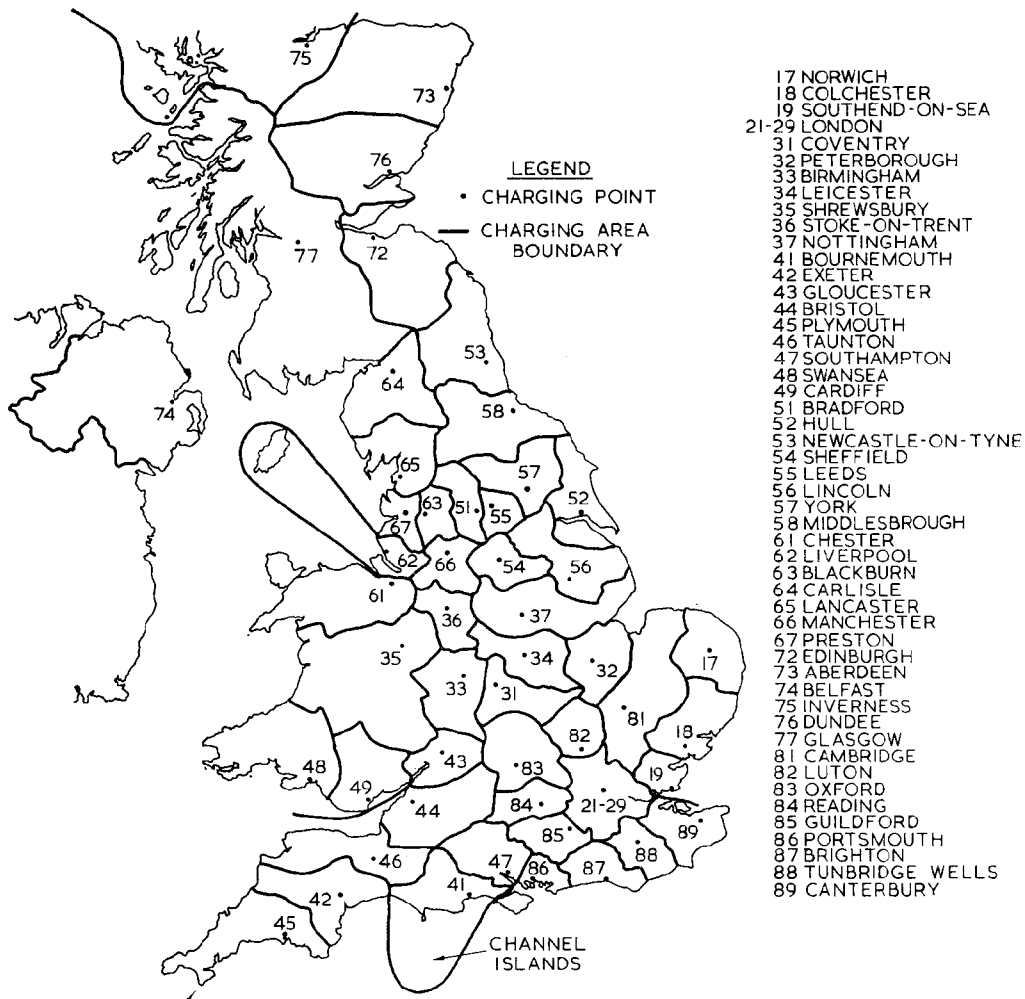 75
73
76
LEGEND
• CHARGING POINT
— CHARGING AREA
BOUNDARY
77
72
53
64
74
58
65
57
52
67
63
51
55
62
66
54
56
61
36
37
35
34
32
17
33
31
81
18
82
48
49
43
83
19
44
84
21-29
89
85
88
46
47
86
87
42
41
45
CHANNEL
ISLANDS
17 NORWICH
18 COLCHESTER
19 SOUTHEND-ON-SEA
21-29 LONDON
31 COVENTRY
32 PETERBOROUGH
33 BIRMINGHAM
34 LEICESTER
35 SHREWSBURY
36 STOKE-ON-TRENT
37 NOTTINGHAM
41 BOURNEMOUTH
42 EXETER
43 GLOUCESTER
44 BRISTOL
45 PLYMOUTH
46 TAUNTON
47 SOUTHAMPTON
48 SWANSEA
49 CARDIFF
51 BRADFORD
52 HULL
53 NEWCASTLE-ON-TYNE
54 SHEFFIELD
55 LEEDS
56 LINCOLN
57 YORK
58 MIDDLESBROUGH
61 CHESTER
62 LIVERPOOL
63 BLACKBURN
64 CARLISLE
65 LANCASTER
66 MANCHESTER
67 PRESTON
72 EDINBURGH
73 ABERDEEN
74 BELFAST
75 INVERNESS
76 DUNDEE
77 GLASGOW
81 CAMBRIDGE
82 LUTON
83 OXFORD
84 READING
85 GUILDFORD
86 PORTSMOUTH
87 BRIGHTON
88 TUNBRIDGE WELLS
89 CANTERBURY